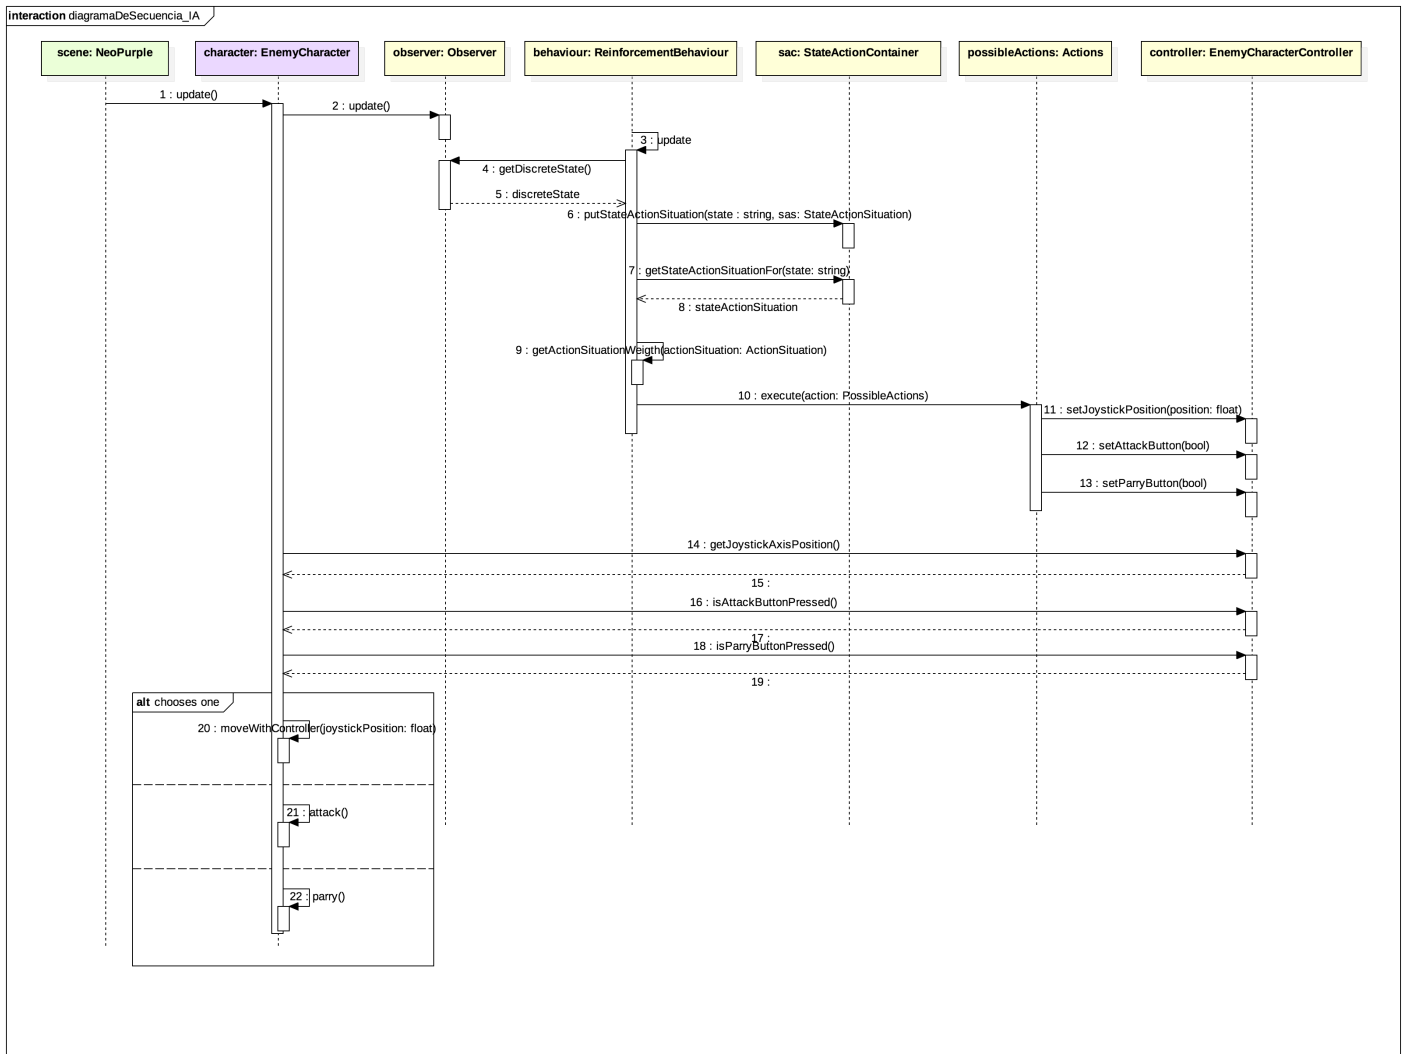 interaction diagramaDeSecuencia_IA
scene: NeoPurple
character: EnemyCharacter
observer: Observer
behaviour: ReinforcementBehaviour
sac: StateActionContainer
possibleActions: Actions
controller: EnemyCharacterController
1 : update()
2 : update()
3 : update
4 : getDiscreteState()
5 : discreteState
6 : putStateActionSituation(state : string, sas: StateActionSituation)
7 : getStateActionSituationFor(state: string)
8 : stateActionSituation
9 : getActionSituationWeigth(actionSituation: ActionSituation)
10 : execute(action: PossibleActions)
11 : setJoystickPosition(position: float)
12 : setAttackButton(bool)
13 : setParryButton(bool)
14 : getJoystickAxisPosition()
15 :
16 : isAttackButtonPressed()
17 :
18 : isParryButtonPressed()
19 :
alt chooses one
20 : moveWithController(joystickPosition: float)
21 : attack()
22 : parry()